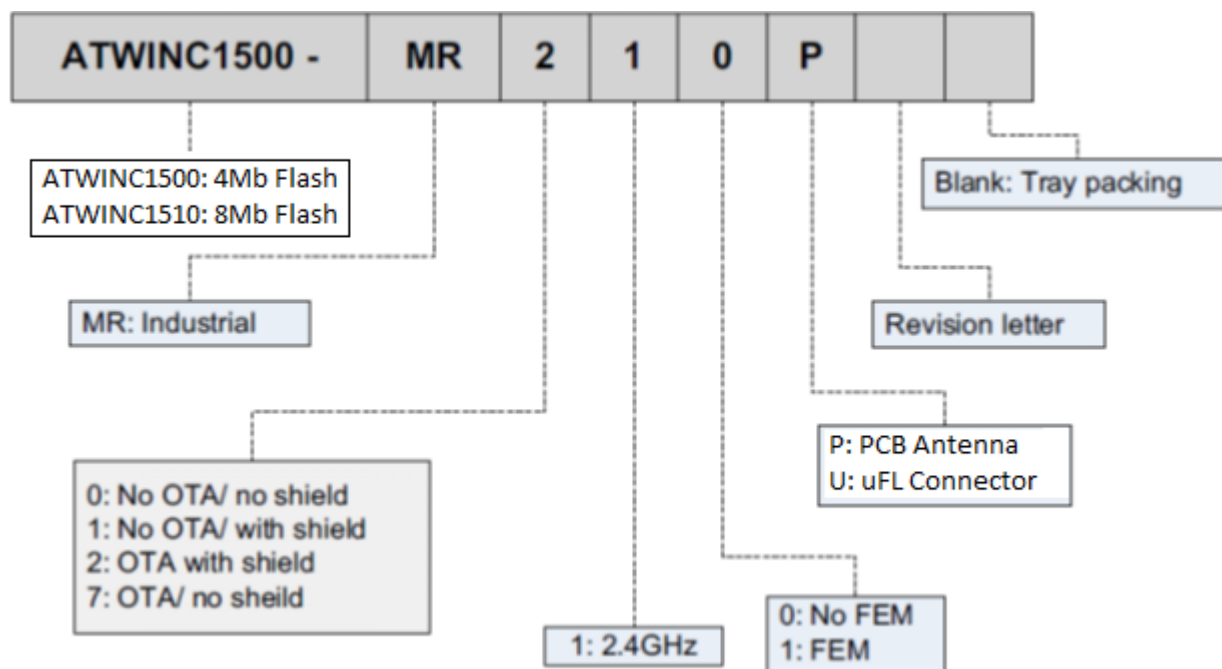 ATWINC1500 - MR 2 1 0 P
ATWINC1500: 4Mb Flash
ATWINC1510: 8Mb Flash
Blank: Tray packing
MR: Industrial
Revision letter
P: PCB Antenna
U: uFL Connector
0: No OTA/ no shield
1: No OTA/ with shield
2: OTA with shield
7: OTA/ no sheild
1: 2.4GHz
0: No FEM
1: FEM